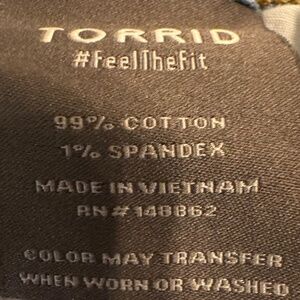 TORRID
#FeelTheFit
99% COTTON
1% SPANDEX
MADE IN VIETNAM
RN# 148862
COLOR MAY TRANSFER
WHEN WORN OR WASHED